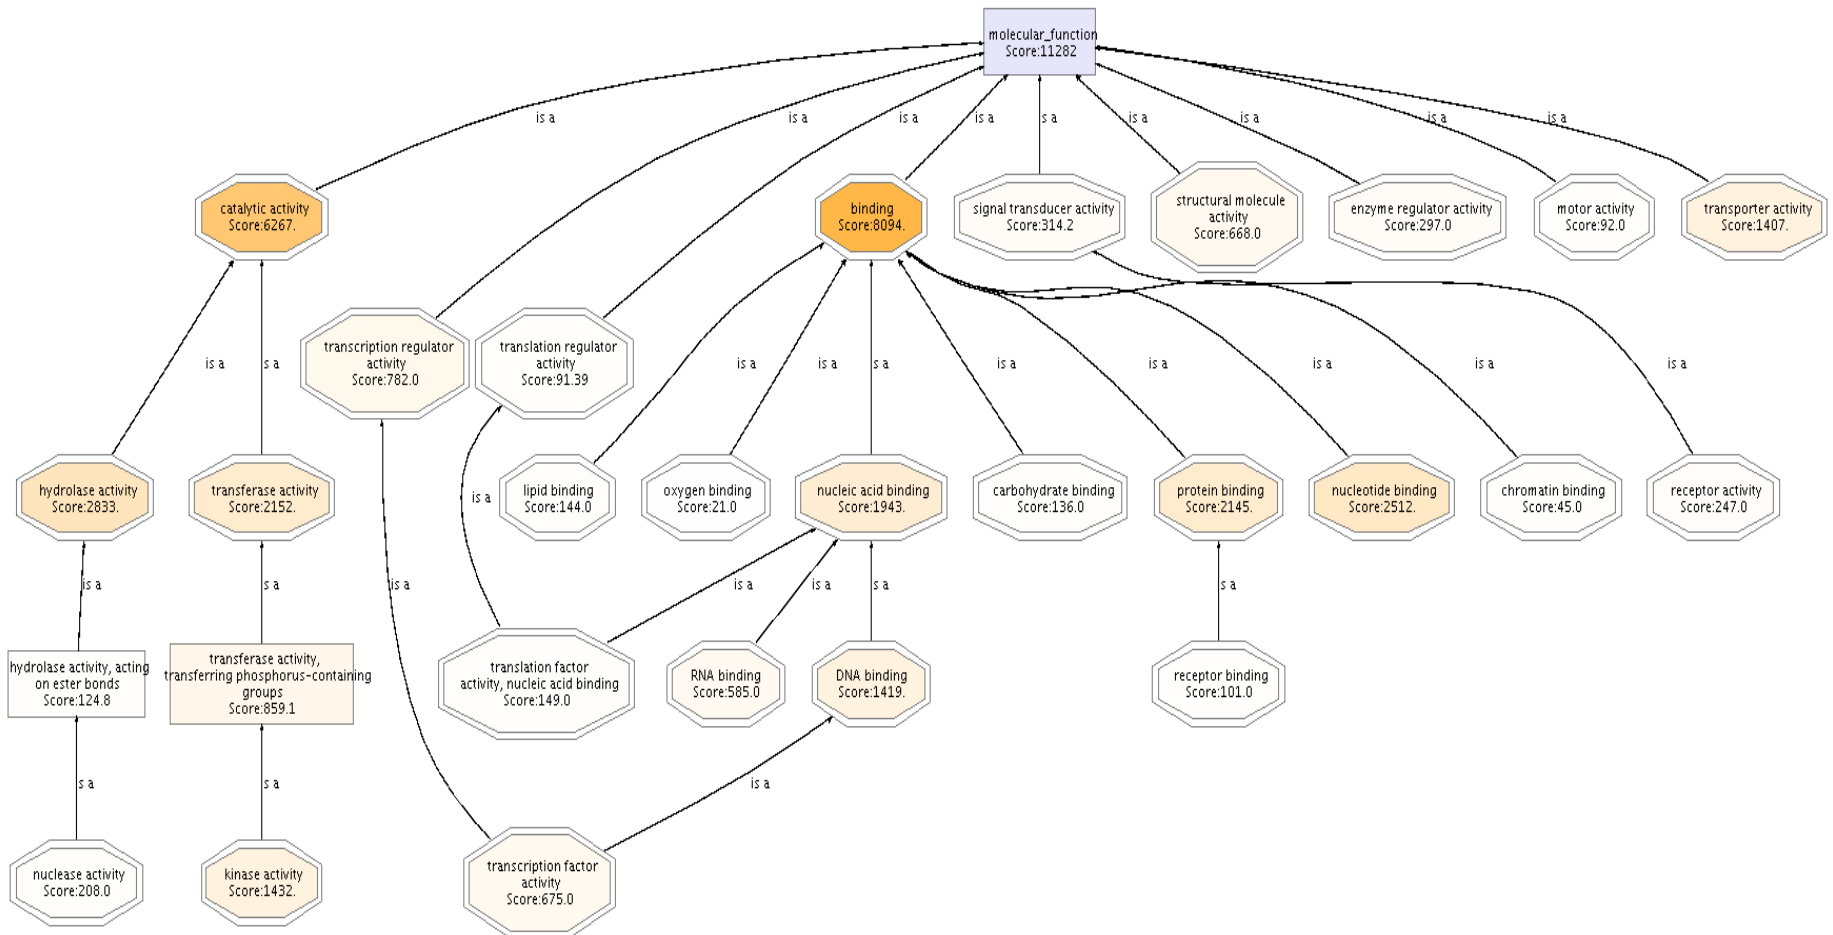 molecular_function
Score:11282
is a
is a
is a
is a
s a
is a
is a
is a
is a
catalytic activity
Score:6267.
binding
Score:8094.
signal transducer activity
Score:314.2
structural molecule
activity
Score:668.0
enzyme regulator activity
Score:297.0
motor activity
Score:92.0
transporter activity
Score:1407.
is a
s a
transcription regulator
activity
Score:782.0
translation regulator
activity
Score:91.39
is a
is a
s a
is a
is a
is a
is a
is a
hydrolase activity
Score:2833.
transferase activity
Score:2152.
is a
lipid binding
Score:144.0
oxygen binding
Score:21.0
nucleic acid binding
Score:1943.
carbohydrate binding
Score:136.0
protein binding
Score:2145.
nucleotide binding
Score:2512.
chromatin binding
Score:45.0
receptor activity
Score:247.0
is a
s a
is a
is a
is a
s a
s a
hydrolase activity, acting
on ester bonds
Score:124.8
transferase activity,
transferring phosphorus-containing
groups
Score:859.1
translation factor
activity, nucleic acid binding
Score:149.0
RNA binding
Score:585.0
DNA binding
Score:1419.
receptor binding
Score:101.0
s a
s a
is a
nuclease activity
Score:208.0
kinase activity
Score:1432.
transcription factor
activity
Score:675.0